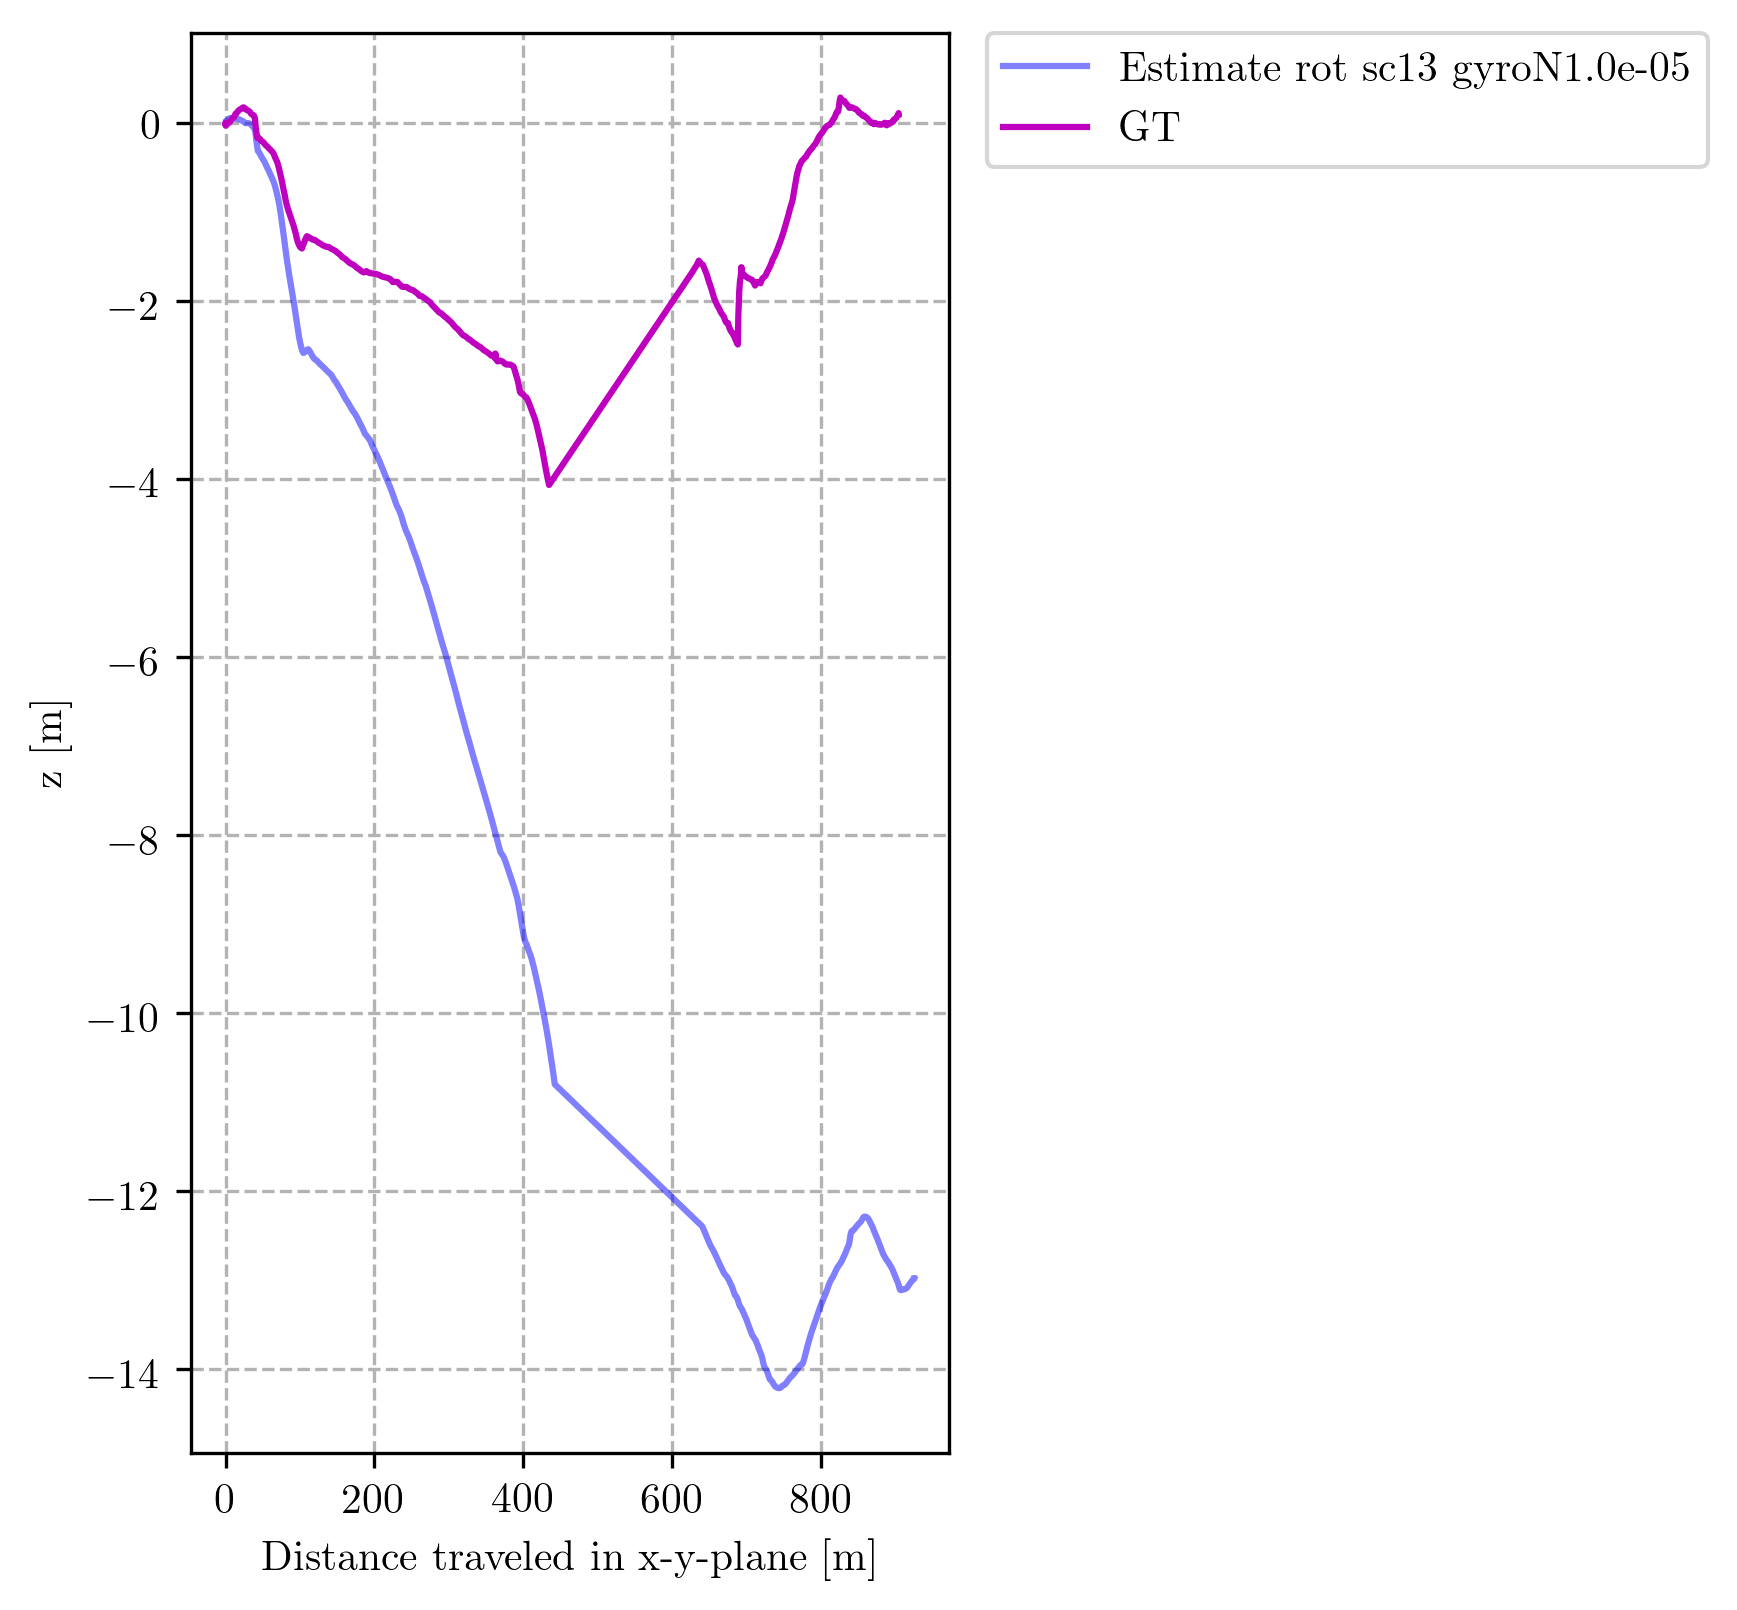 Estimate rot sc13 gyroN1.0e-05
GT
0
−2
−4
−6
−8
−10
−12
−14
z [m]
0 200 400 600 800
Distance traveled in x-y-plane [m]